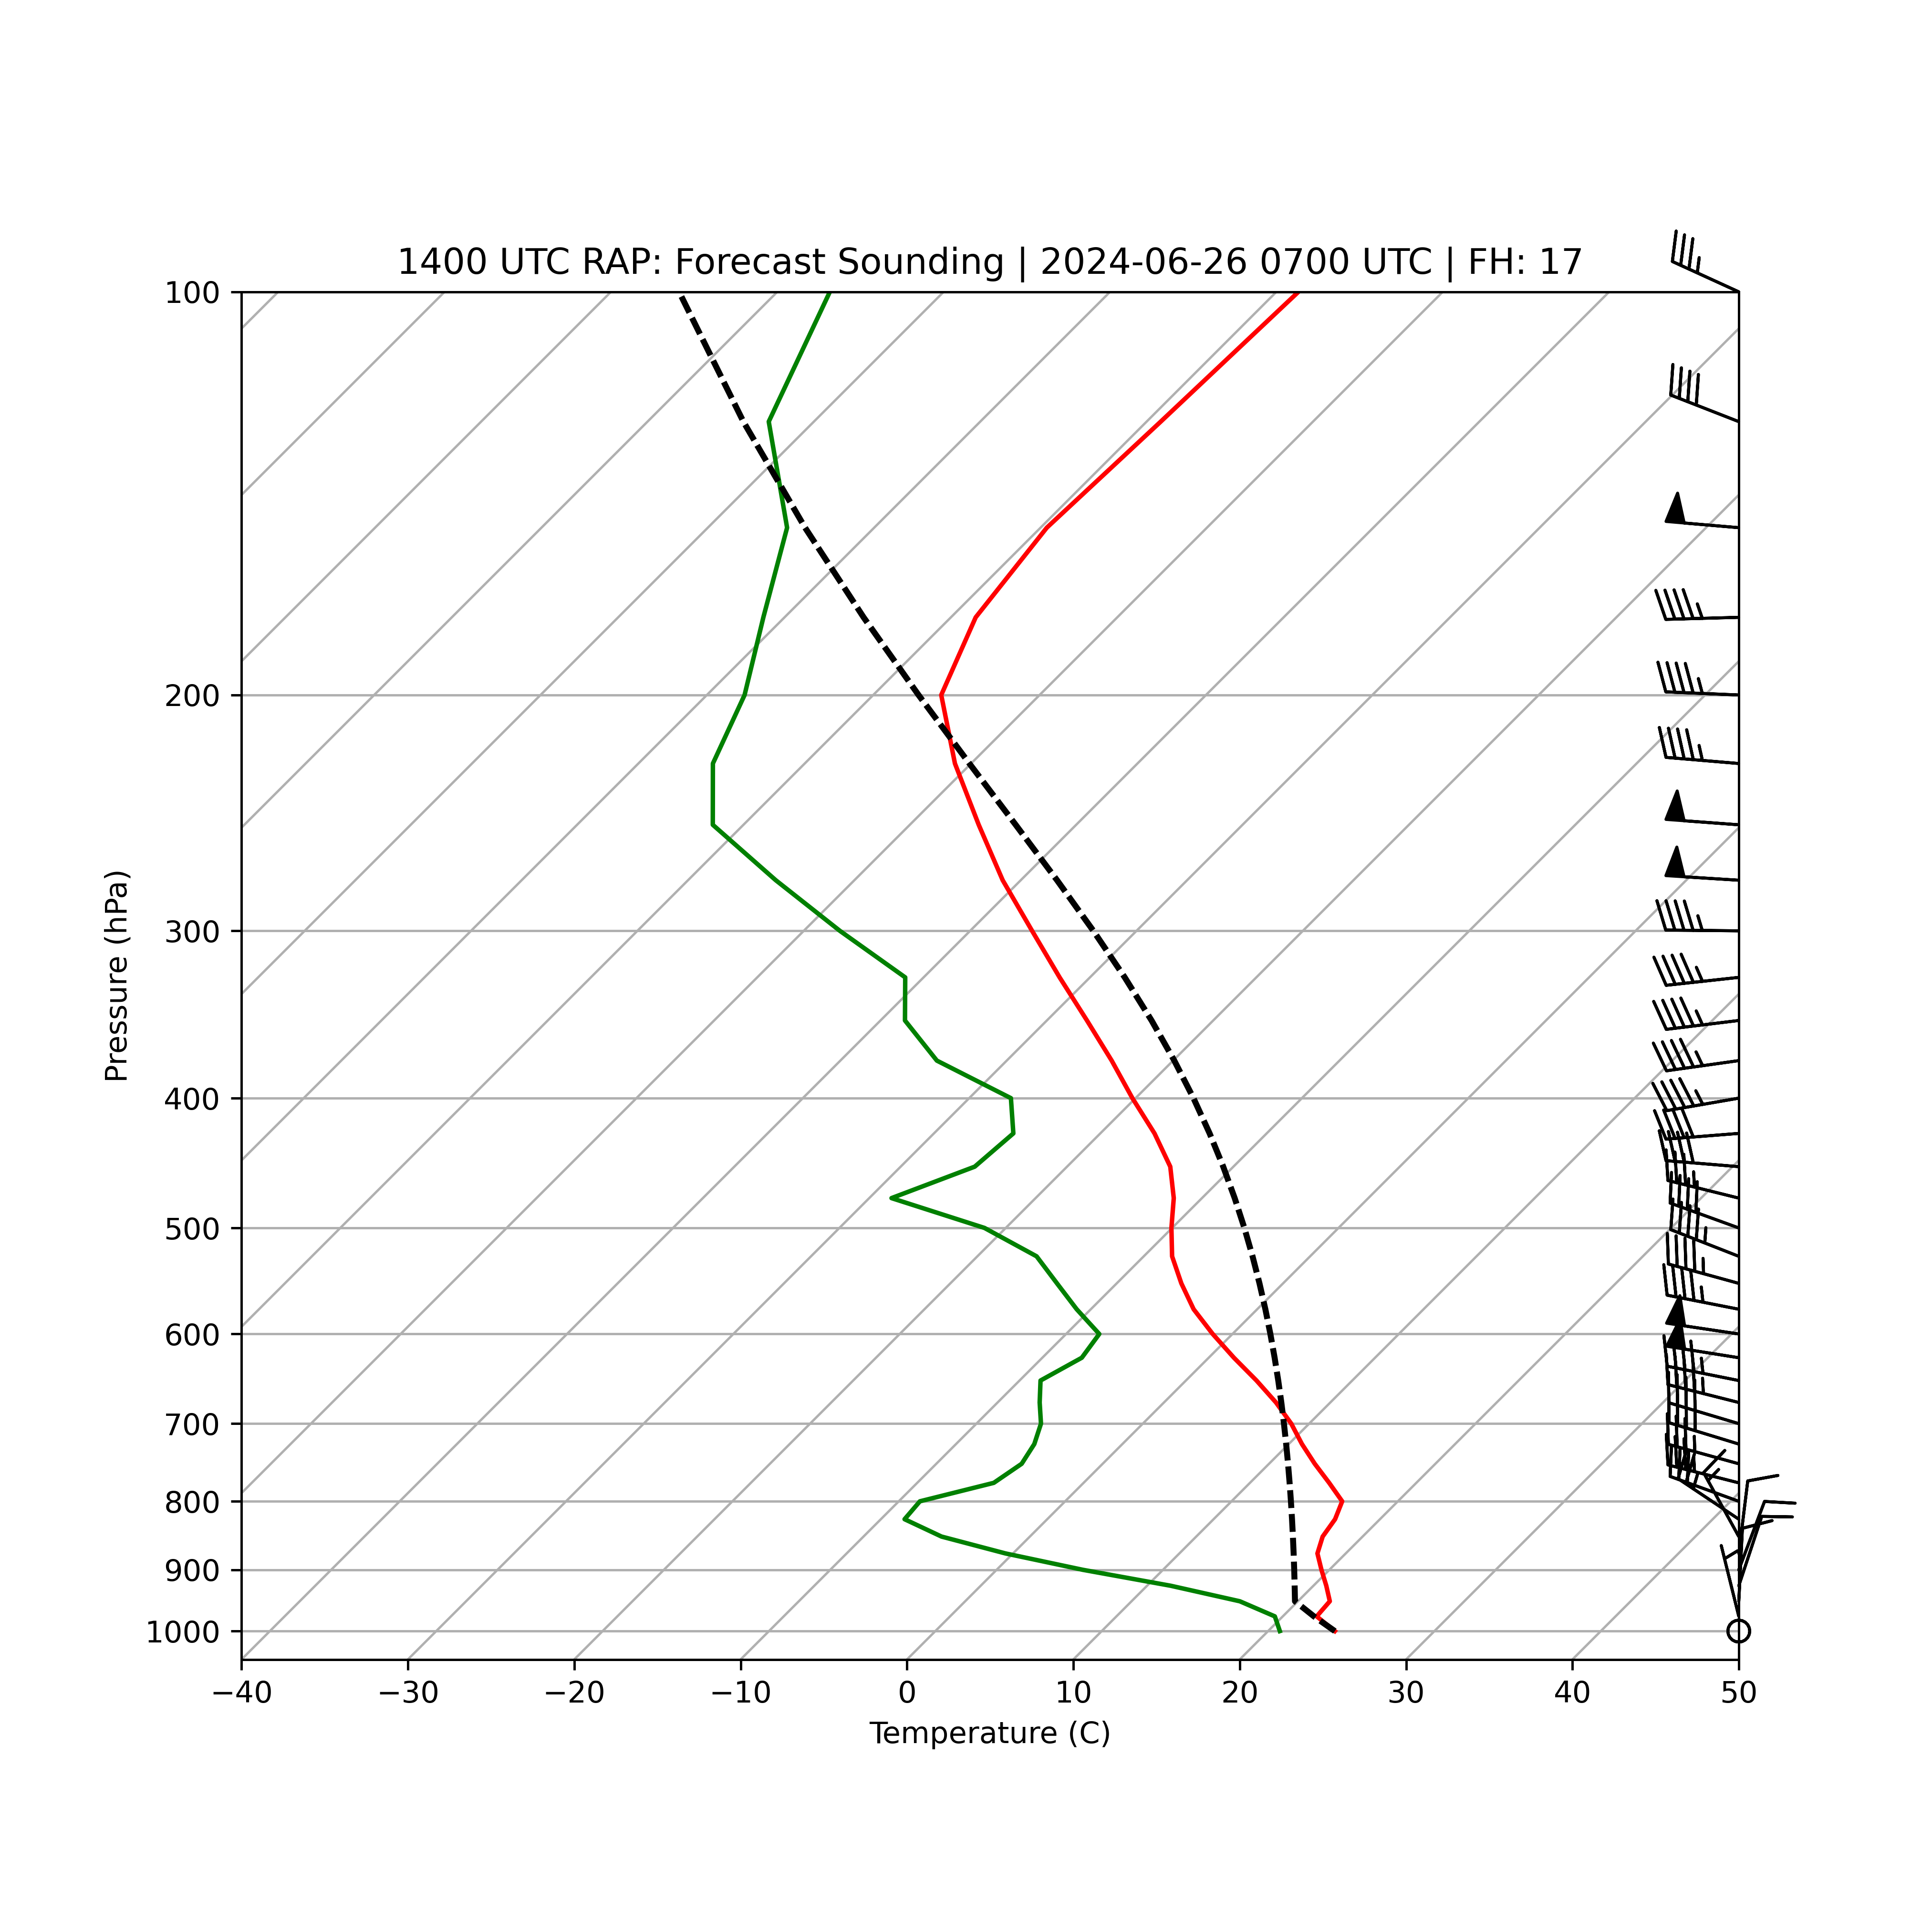 1400 UTC RAP: Forecast Sounding | 2024-06-26 0700 UTC | FH: 17
100
200
300
400
500
600
700
800
900
1000
Pressure (hPa)
−40 −30 −20 −10 0 10 20 30 40 50
Temperature (C)